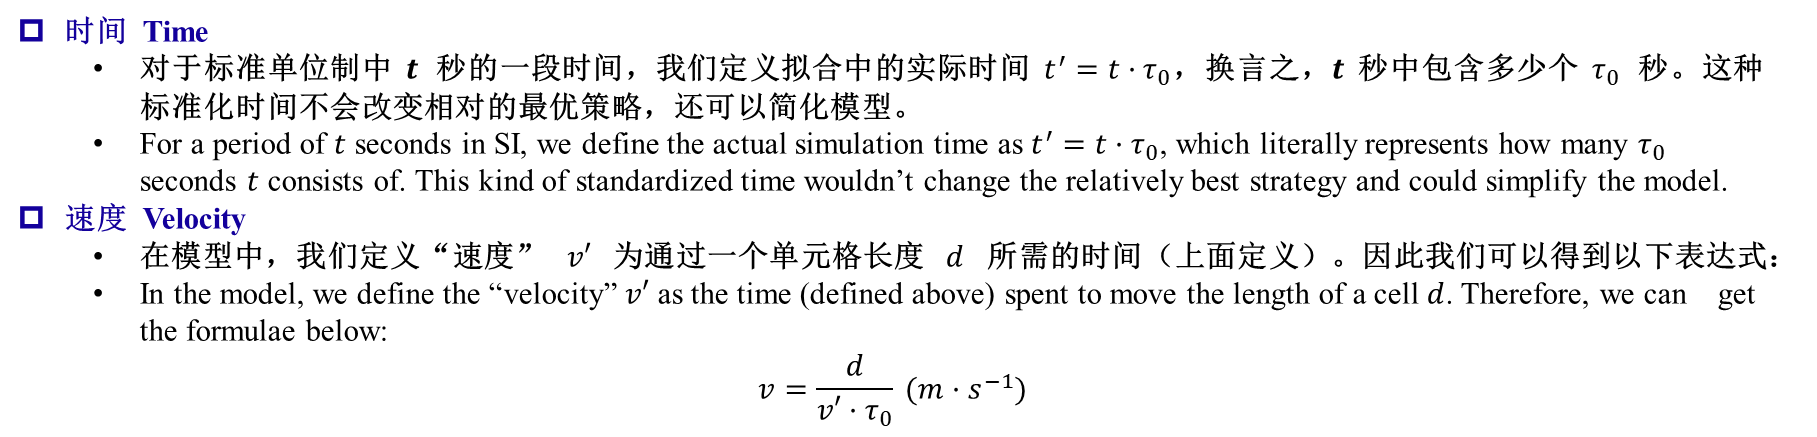 时间 Time
• 对于标准单位制中 t 秒的一段时间，我们定义拟合中的实际时间 t′ = t · τ₀，换言之，t 秒中包含多少个 τ₀ 秒。这种
标准化时间不会改变相对的最优策略，还可以简化模型。
• For a period of t seconds in SI, we define the actual simulation time as t′ = t · τ₀, which literally represents how many τ₀
seconds t consists of. This kind of standardized time wouldn’t change the relatively best strategy and could simplify the model.
速度 Velocity
• 在模型中，我们定义“速度” v′ 为通过一个单元格长度 d 所需的时间（上面定义）。因此我们可以得到以下表达式：
• In the model, we define the “velocity” v′ as the time (defined above) spent to move the length of a cell d. Therefore, we can get
the formulae below:
v = d / (v′ · τ₀) (m · s⁻¹)